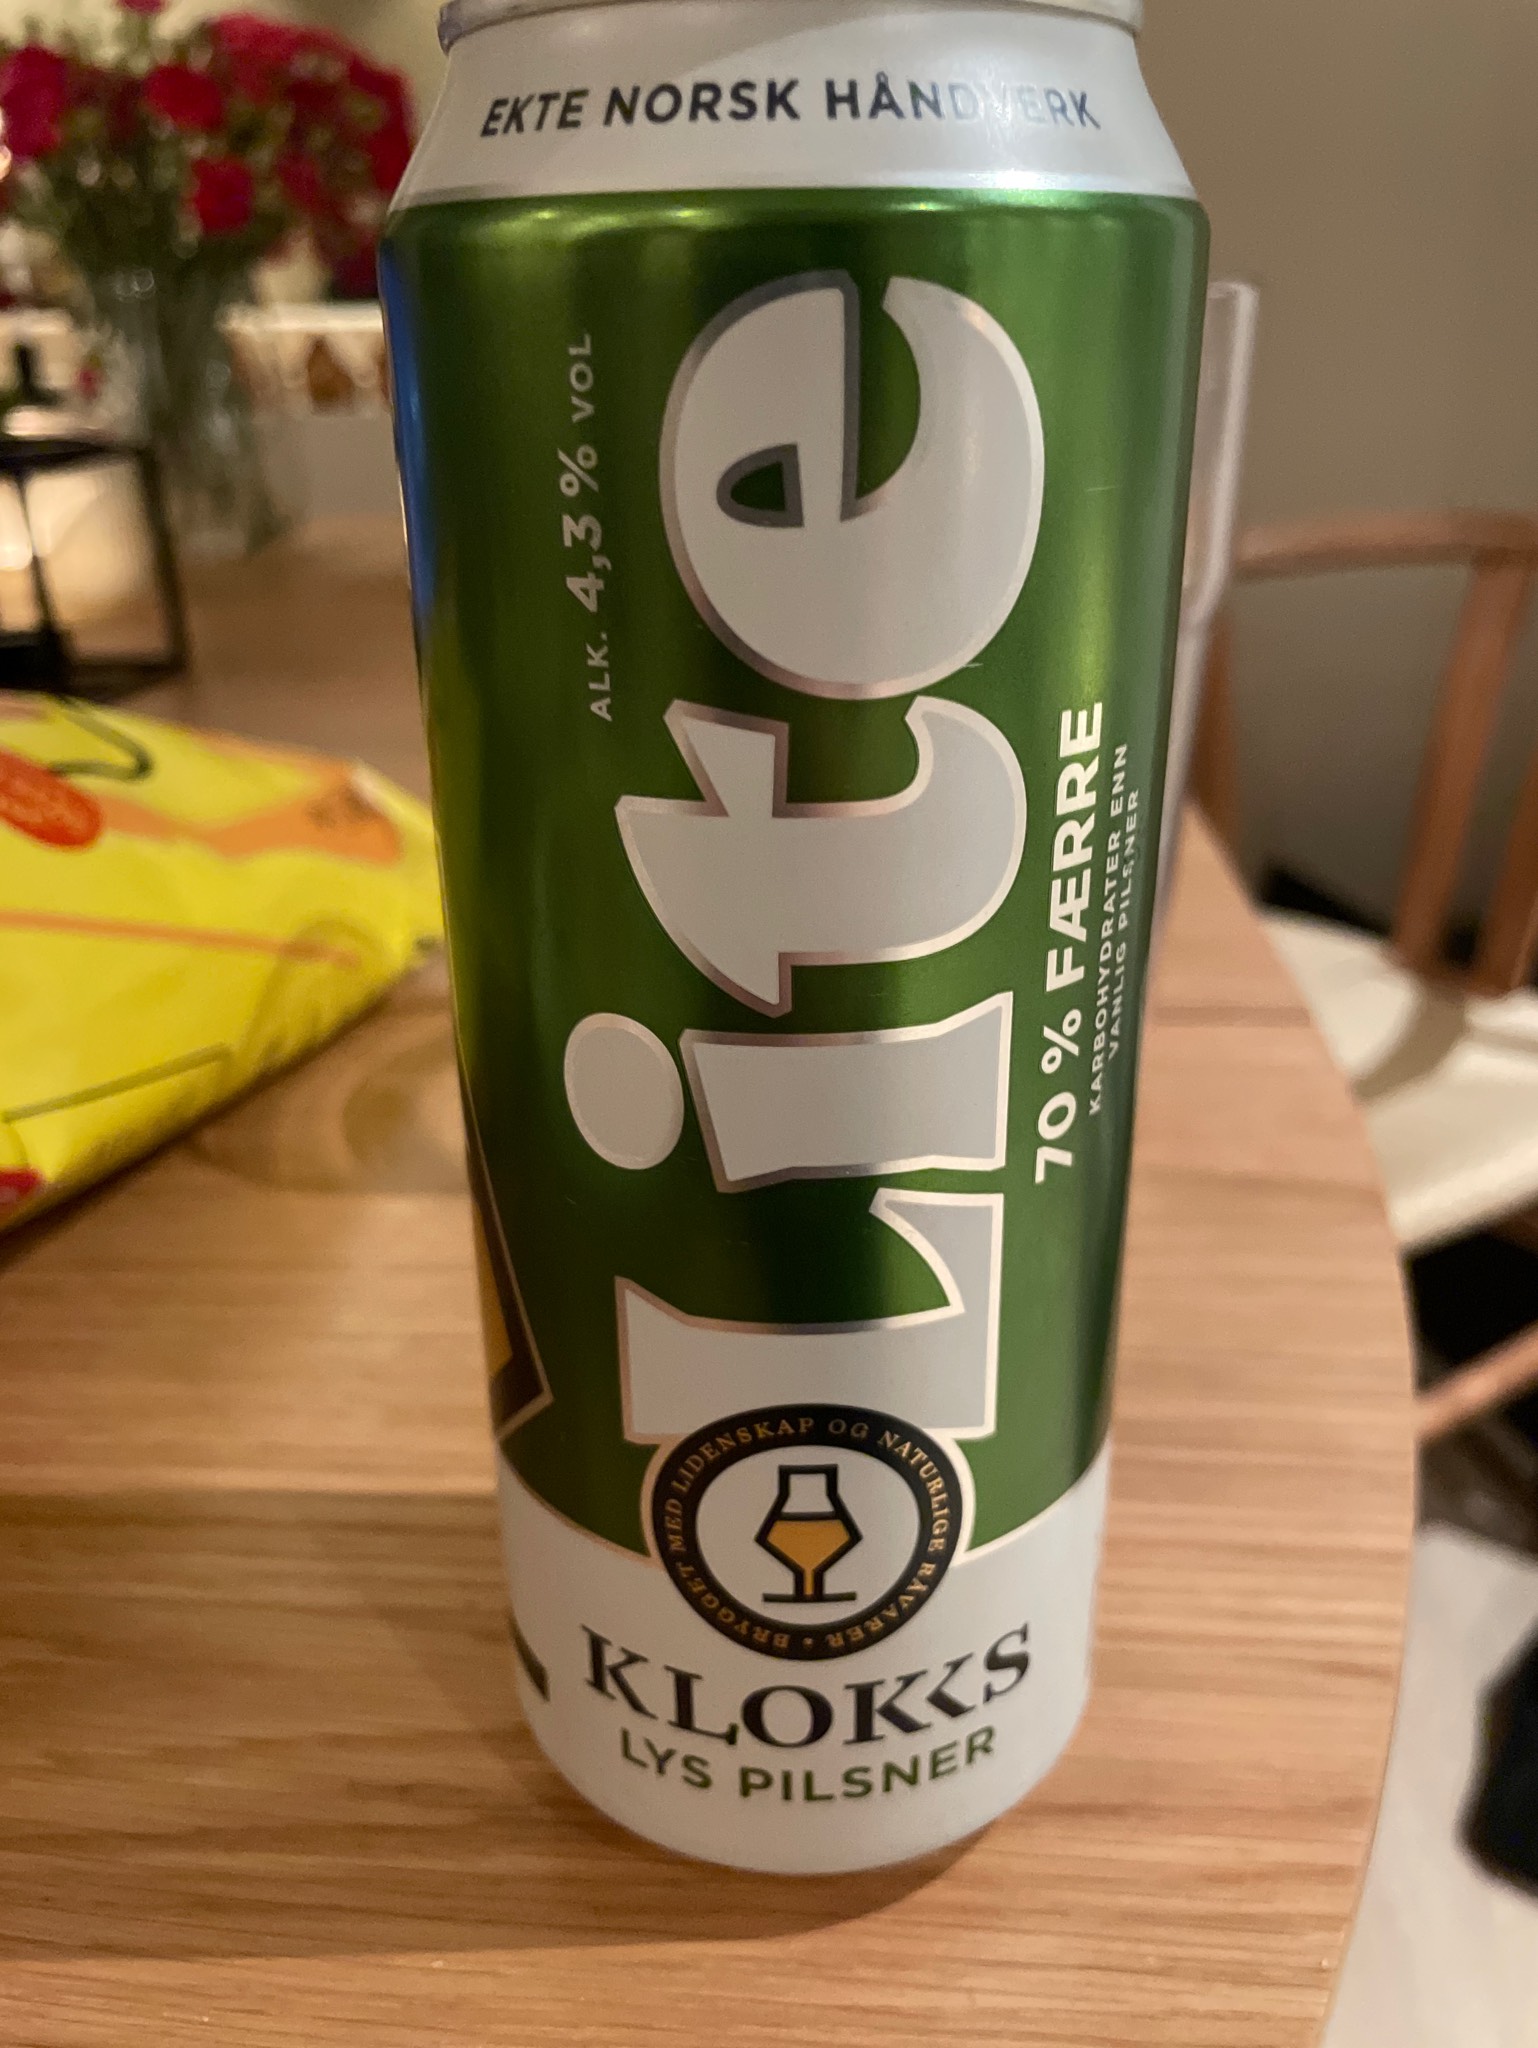 EKTE NORSK HÅNDVERK
ALK. 4,3 % VOL
Lite
70 % FÆRRE
KARBOHYDRATER ENN
VANLIG PILSNER
BRYGGET MED LIDENSKAP OG NATURLIGE RÅVARER •
KLOKKS
LYS PILSNER